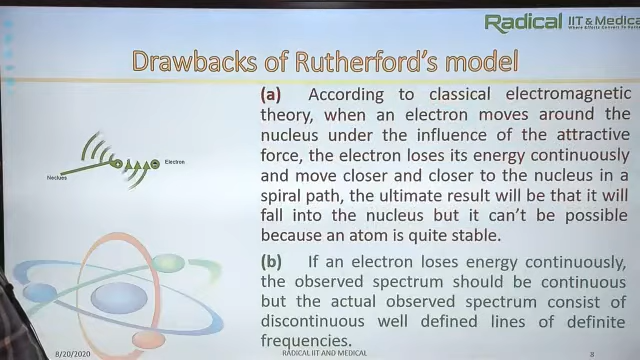 Radical IIT & Medica
Where Efforts Convert To
Drawbacks of Rutherford's model
(a) According to classical electromagnetic
theory, when an electron moves around the
nucleus under the influence of the attractive
force, the electron loses its energy continuously
and move closer and closer to the nucleus in a
spiral path, the ultimate result will be that it will
fall into the nucleus but it can't be possible
because an atom is quite stable.
Electron
Neclues
(b) If an electron loses energy continuously,
the observed spectrum should be continuous
but the actual observed spectrum consist of
discontinuous well defined lines of definite
frequencies.
8/20/2020
RADICAL IIT AND MEDICAL
8